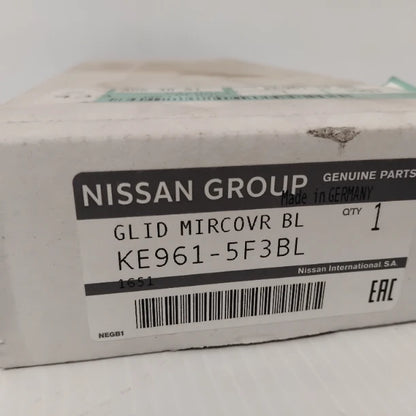 NISSAN GROUP GENUINE PARTS
Made in GERMANY
GLID MIRCOVR BL QTY 1
KE961-5F3BL
1651
Nissan International S.A.
NEGB1
EAC